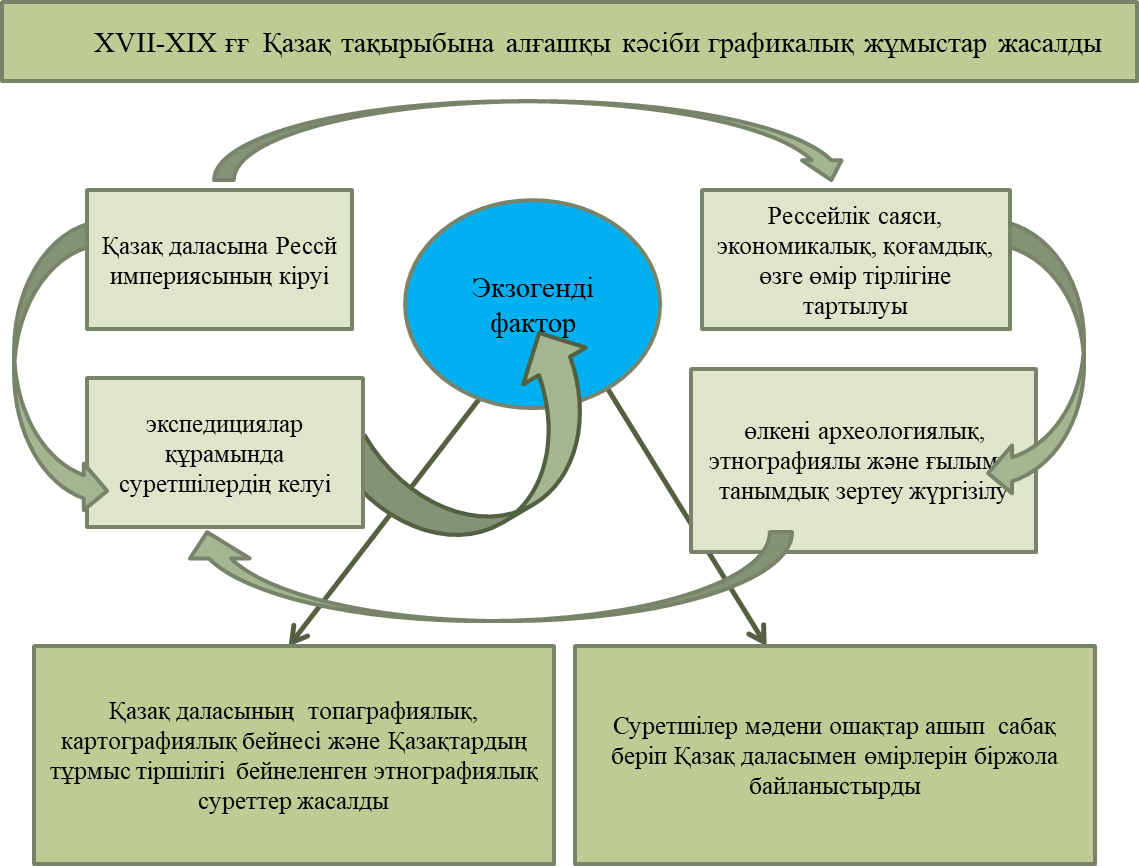 XVII-XIX ғғ Қазақ тақырыбына алғашқы кәсіби графикалық жұмыстар жасалды
Қазақ даласына Рессй
империясының кіруі
Экзогенді
фактор
Рессейлік саяси,
экономикалық, қоғамдық,
өзге өмір тірлігіне
тартылуы
экспедициялар
құрамында
суретшілердің келуі
өлкені археологиялық,
этнографиялы және ғылым
танымдық зертеу жүргізілу
Қазақ даласының топаграфиялық,
картографиялық бейнесі және Қазақтардың
тұрмыс тіршілігі бейнеленген этнографиялық
суреттер жасалды
Суретшілер мәдени ошақтар ашып сабақ
беріп Қазақ даласымен өмірлерін біржола
байланыстырды